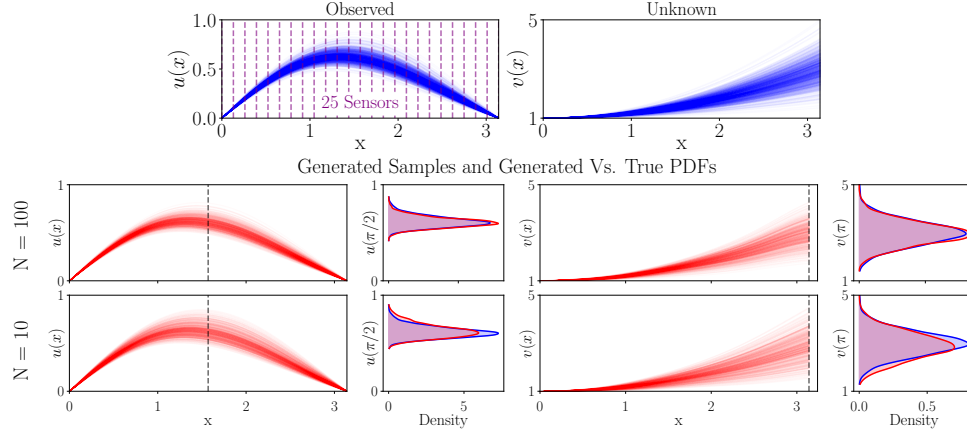 Observed
Unknown
1.0
0.5
0.0
u(x)
25 Sensors
0 1 2 3
x
5
1
v(x)
0 1 2 3
x
Generated Samples and Generated Vs. True PDFs
N = 100
1
0
u(x)
1
0
u(π/2)
5
1
v(x)
5
1
v(π)
N = 10
1
0
u(x)
0 1 2 3
x
1
0
u(π/2)
0 5
Density
5
1
v(x)
0 1 2 3
x
5
1
v(π)
0.0 0.5
Density